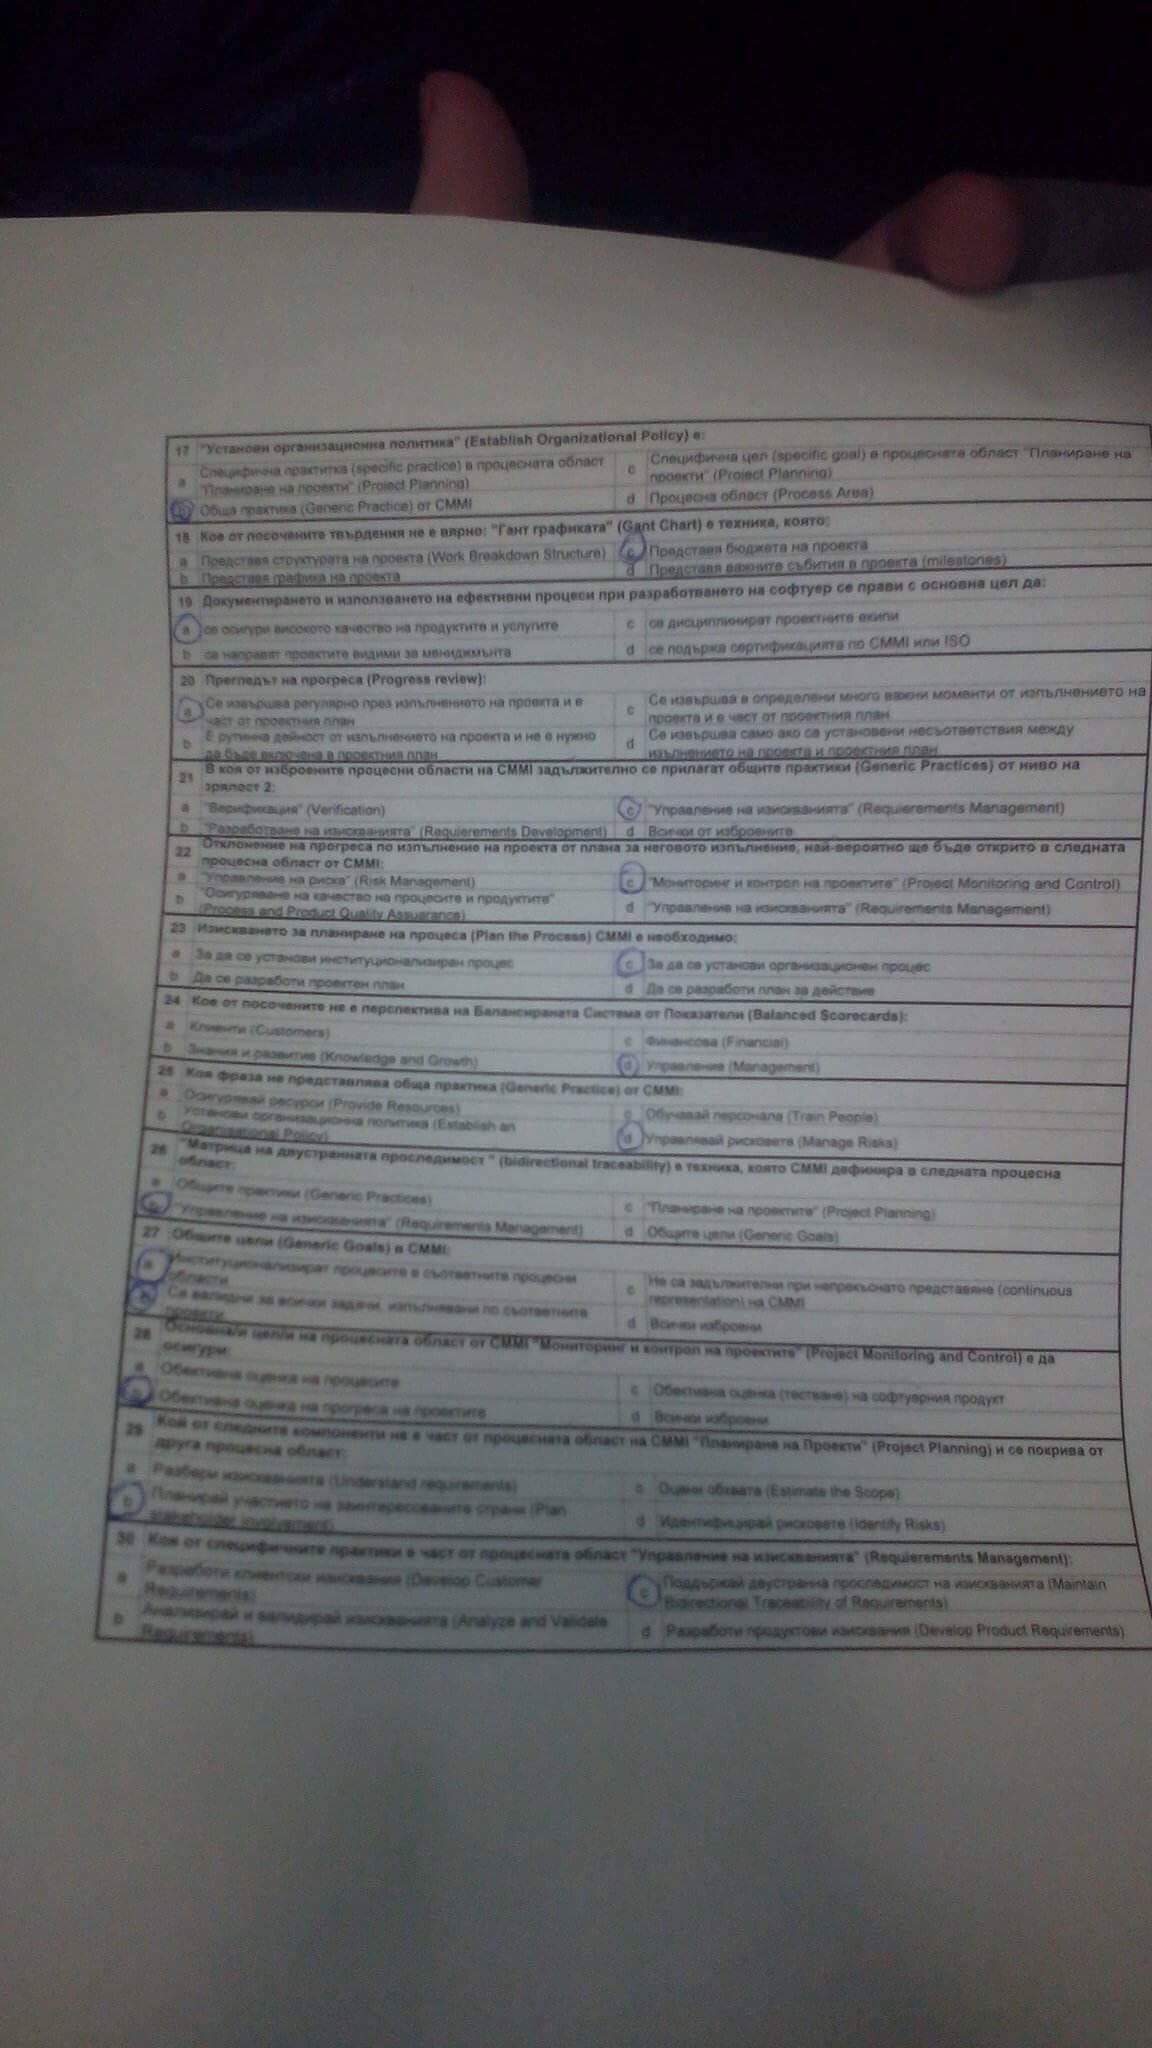 17 "Установи организационна политика" (Establish Organizational Policy) е:
a Специфична практитка (specific practice) в процесната област "Планиране на проекти" (Project Planning)
c Специфична цел (specific goal) в процесната област "Планиране на проекти" (Project Planning)
b Обща практика (Generic Practice) от CMMI
d Процесна област (Process Area)
18 Кое от посочените твърдения не е вярно: "Гант графиката" (Gant Chart) е техника, която:
a Представя структурата на проекта (Work Breakdown Structure)
c Представя бюджета на проекта
b Представя графика на проекта
d Представя важните събития в проекта (milestones)
19 Документирането и използването на ефективни процеси при разработването на софтуер се прави с основна цел да:
a се осигури високото качество на продуктите и услугите
c се дисциплинират проектните екипи
b се направят проектите видими за мениджмънта
d се подържа сертификацията по CMMI или ISO
20 Прегледът на прогреса (Progress review):
a Се извършва регулярно през изпълнението на проекта и е част от проектния план
c Се извършва в определени много важни моменти от изпълнението на проекта и е част от проектния план
b Е рутинна дейност от изпълнението на проекта и не е нужно да бъде включена в проектния план
d Се извършва само ако са установени несъответствия между изълнението на проекта и проектния план
21 В коя от изброените процесни области на CMMI задължително се прилагат общите практики (Generic Practices) от ниво на зрялост 2:
a "Верификация" (Verification)
c "Управление на изискванията" (Requierements Management)
b "Разработване на изискванията" (Requierements Development)
d Всички от изброените
22 Отклонение на прогреса по изпълнение на проекта от плана за неговото изпълнение, най-вероятно ще бъде открито в следната процесна област от CMMI:
a "Управление на риска" (Risk Management)
c "Мониторинг и контрол на проектите" (Project Monitoring and Control)
b "Осигуряване на качество на процесите и продуктите" (Process and Product Quality Assuarance)
d "Управление на изискванията" (Requirements Management)
23 Изискването за планиране на процеса (Plan the Process) CMMI е необходимо:
a За да се установи институционализиран процес
c За да се установи организационен процес
b Да се разработи проектен план
d Да се разработи план за действие
24 Кое от посочените не е перспектива на Балансираната Система от Показатели (Balanced Scorecards):
a Клиенти (Customers)
c Финансова (Financial)
b Знания и развитие (Knowledge and Growth)
d Управление (Management)
25 Коя фраза не представлява обща практика (Generic Practice) от CMMI:
a Осигурявай ресурси (Provide Resources)
c Обучавай персонала (Train People)
b Установи организационна политика (Establish an Organisational Policy)
d Управлявай рисковете (Manage Risks)
26 "Матрица на двустранната проследимост " (bidirectional traceability) е техника, която CMMI дефинира в следната процесна област:
a Общите практики (Generic Practices)
c "Планиране на проектите" (Project Planning)
b "Управление на изискванията" (Requirements Management)
d Общите цели (Generic Goals)
27 Общите цели (Generic Goals) в CMMI:
a Институционализират процесите в съответните процесни области
c Не са задължителни при непрекъснато представяне (continuous representation) на CMMI
b Са валидни за всички задачи, изпълнявани по съответните проекти
d Всички изброени
28 Основна/и цел/и на процесната област от CMMI "Мониторинг и контрол на проектите" (Project Monitoring and Control) е да осигури:
a Обективна оценка на процесите
c Обективна оценка (тестване) на софтуерния продукт
b Обективна оценка на прогреса на проектите
d Всички изброени
29 Кой от следните компоненти не е част от процесната област на CMMI "Планиране на Проекти" (Project Planning) и се покрива от друга процесна област:
a Разбери изискванията (Understand requirements)
c Оцени обхвата (Estimate the Scope)
b Планирай участието на заинтересованите страни (Plan stakeholder involvement)
d Идентифицирай рисковете (Identify Risks)
30 Коя от специфичните практики е част от процесната област "Управление на изискванията" (Requierements Management):
a Разработи клиентски изисквания (Develop Customer Requirements)
c Поддържай двустранна проследимост на изискванията (Maintain Bidirectional Traceability of Requirements)
b Анализирай и валидирай изискванията (Analyze and Validate Requirements)
d Разработи продуктови изисквания (Develop Product Requirements)